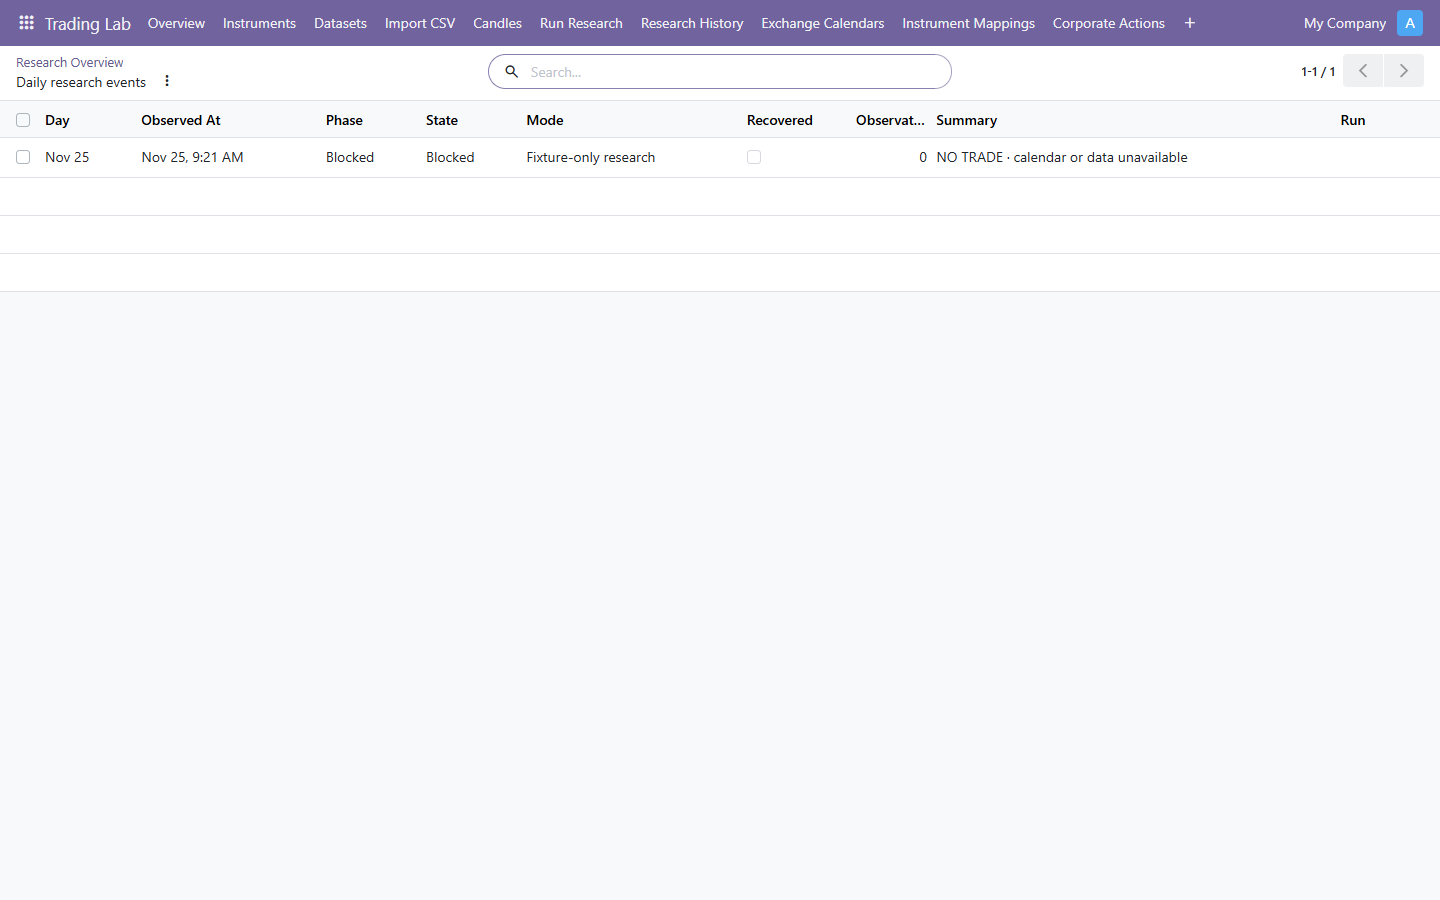 Trading Lab Overview Instruments Datasets Import CSV Candles Run Research Research History Exchange Calendars Instrument Mappings Corporate Actions + My Company A
Research Overview
Daily research events
Search...
1-1 / 1
Day Observed At Phase State Mode Recovered Observat... Summary Run
Nov 25 Nov 25, 9:21 AM Blocked Blocked Fixture-only research 0 NO TRADE · calendar or data unavailable